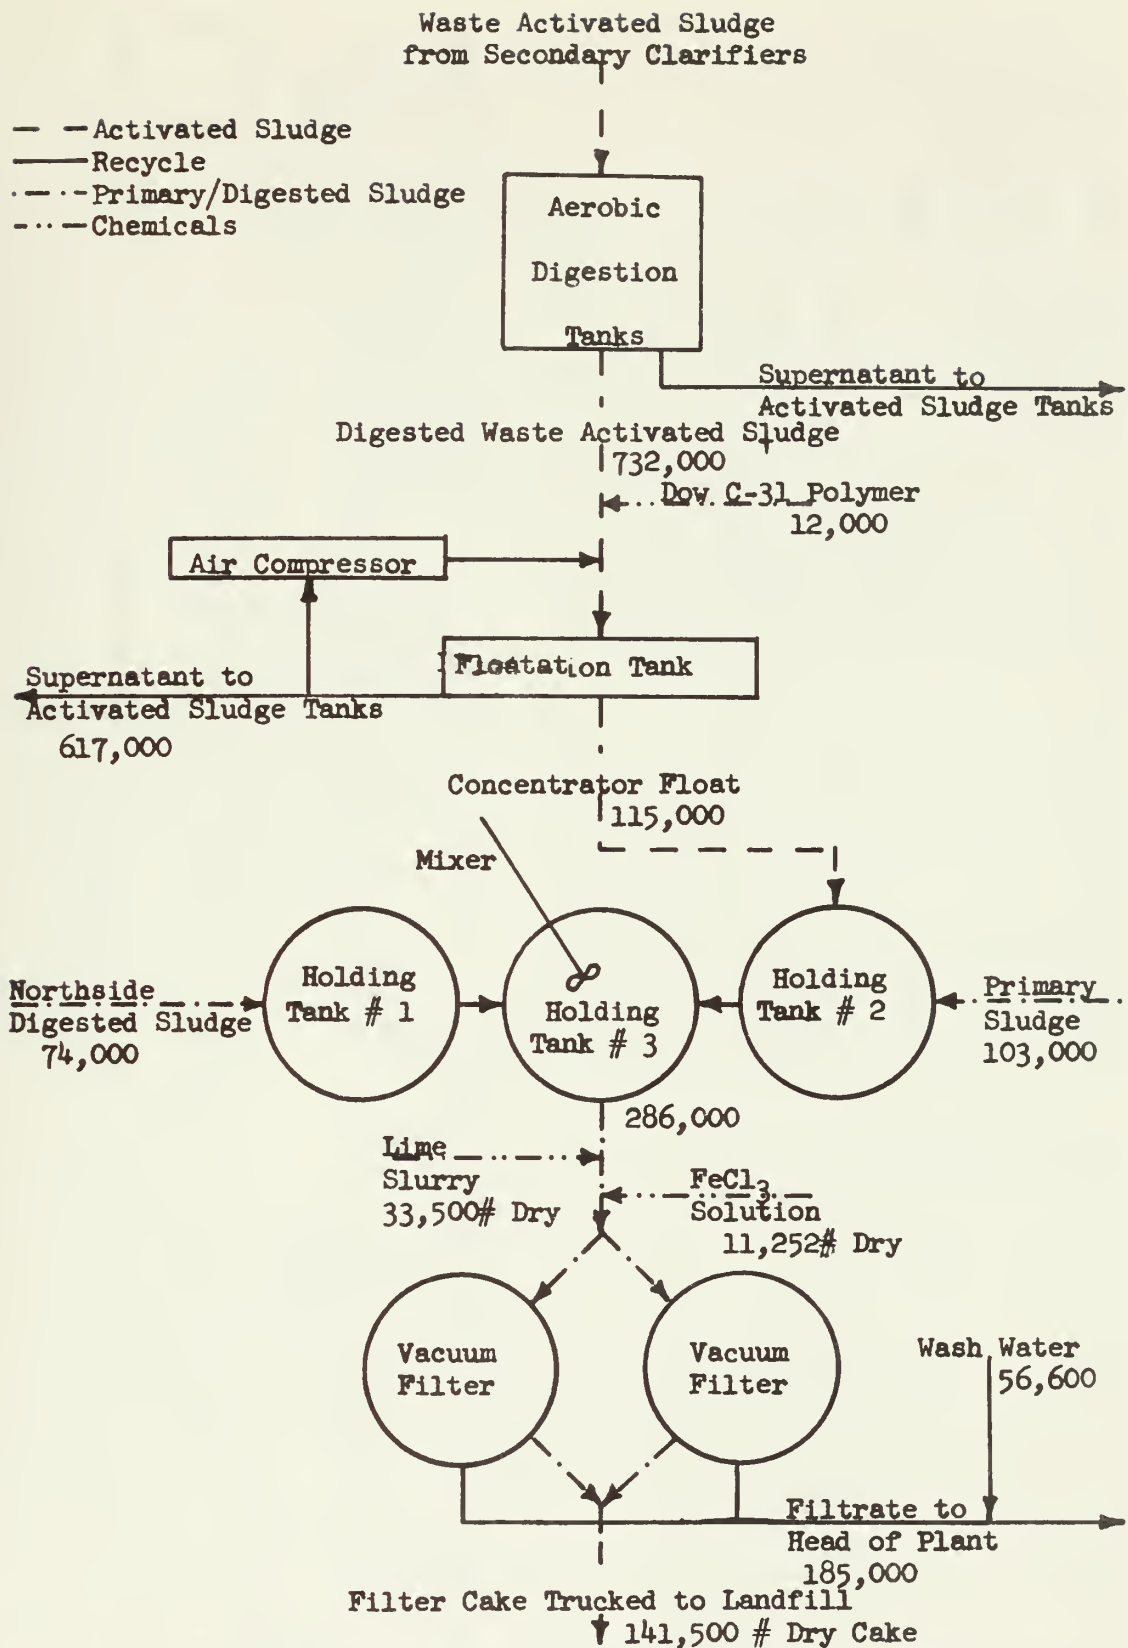 Waste Activated Sludge
from Secondary Clarifiers
Activated Sludge
Recycle
Primary/Digested Sludge
Chemicals
Aerobic
Digestion
Tanks
Supernatant to
Activated Sludge Tanks
Digested Waste Activated Sludge
732,000
Dow C-31 Polymer
12,000
Air Compressor
Floatation Tank
Supernatant to
Activated Sludge Tanks
617,000
Concentrator Float
115,000
Mixer
Holding
Tank # 1
Holding
Tank # 3
Holding
Tank # 2
Northside
Digested Sludge
74,000
Primary
Sludge
103,000
286,000
Lime
Slurry
33,500# Dry
FeCl3
Solution
11,252# Dry
Vacuum
Filter
Vacuum
Filter
Wash Water
56,600
Filtrate to
Head of Plant
185,000
Filter Cake Trucked to Landfill
141,500 # Dry Cake